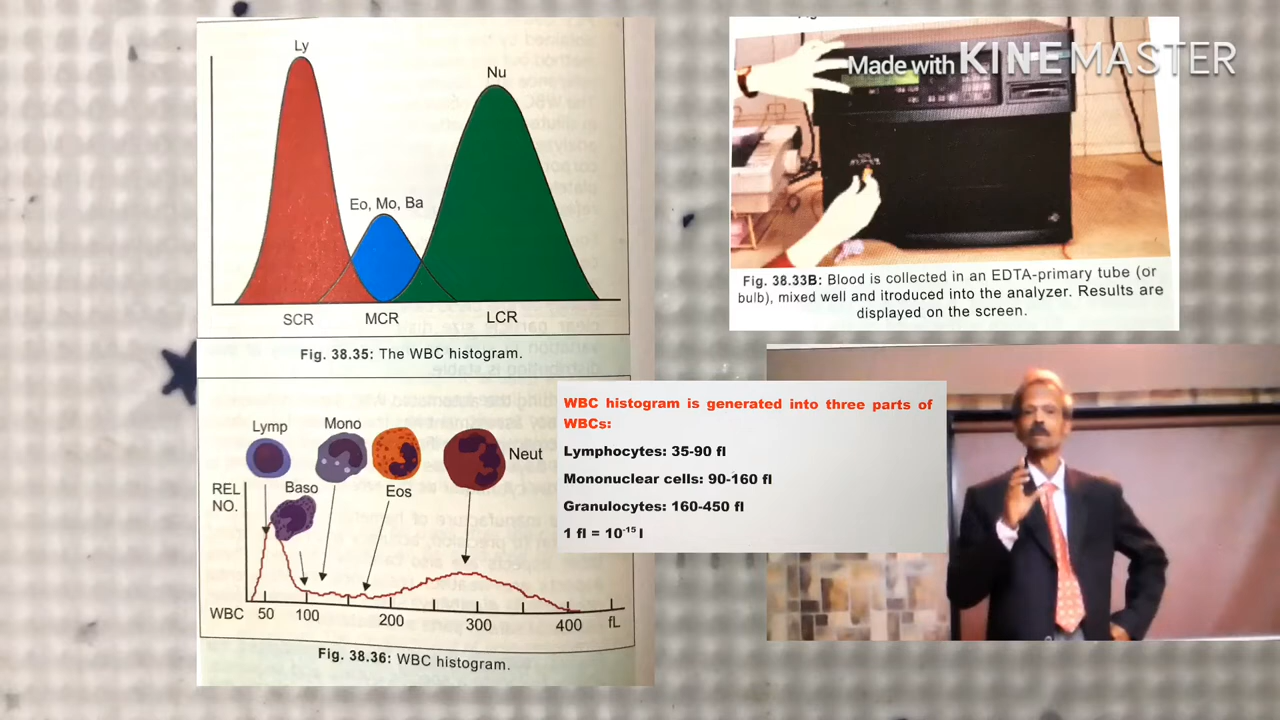 Ly
Nu
Eo, Mo, Ba
SCR MCR LCR
Fig. 38.35: The WBC histogram.
Lymp
Mono
Neut
Baso
Eos
REL
NO.
WBC 50 100 200 300 400 fL
Fig. 38.36: WBC histogram.
Made with KINEMASTER
Fig. 38.33B: Blood is collected in an EDTA-primary tube (or
bulb), mixed well and itroduced into the analyzer. Results are
displayed on the screen.
WBC histogram is generated into three parts of
WBCs:
Lymphocytes: 35-90 fl
Mononuclear cells: 90-160 fl
Granulocytes: 160-450 fl
1 fl = 10⁻¹⁵ l